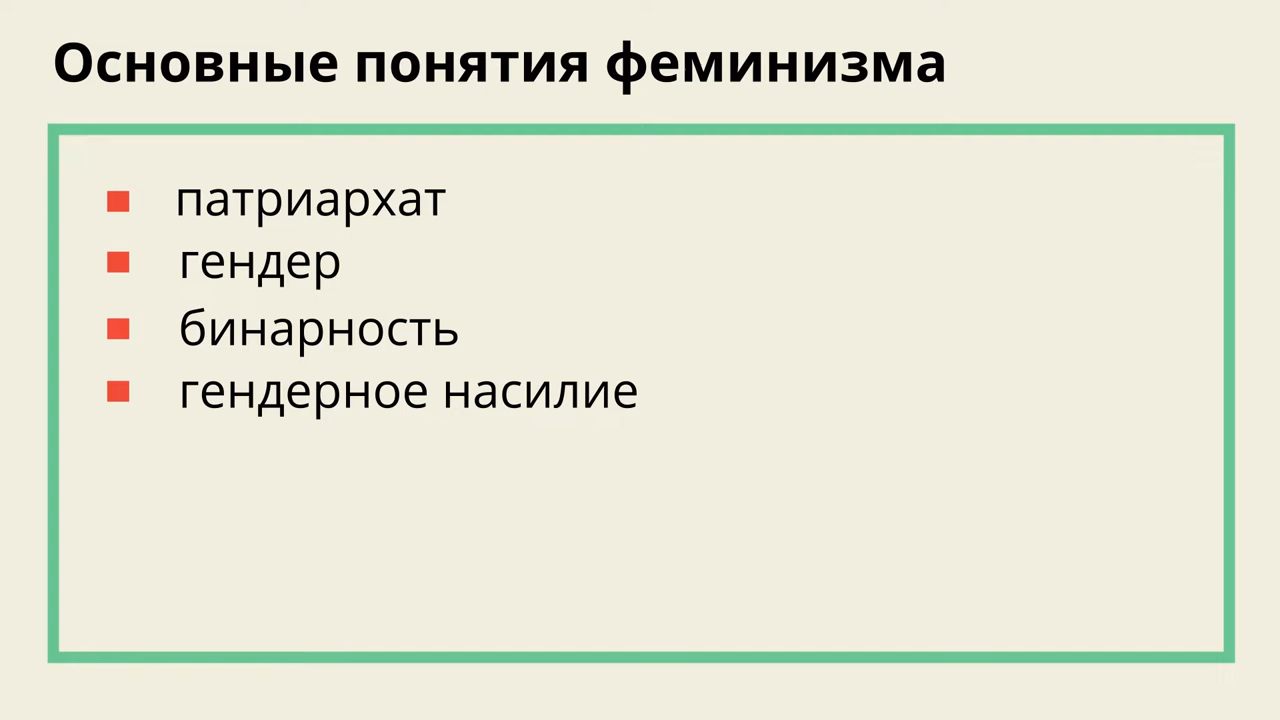 Основные понятия феминизма
патриархат
гендер
бинарность
гендерное насилие